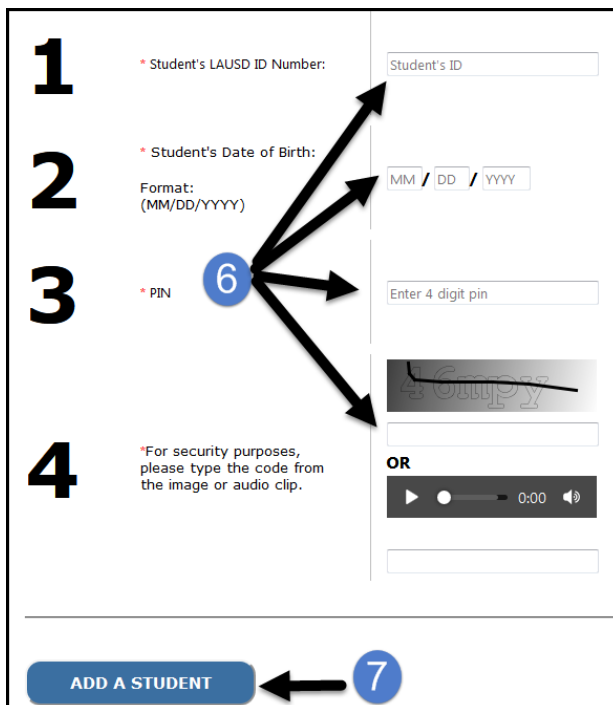 1
* Student's LAUSD ID Number:
Student's ID
2
* Student's Date of Birth:
Format:
(MM/DD/YYYY)
MM / DD / YYYY
3
* PIN
6
Enter 4 digit pin
46mpy
4
*For security purposes,
please type the code from
the image or audio clip.
OR
0:00
ADD A STUDENT
7